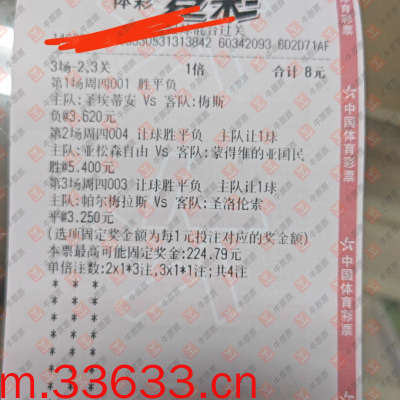 体彩
530531313842 60342093 602D71AF
3场-2,3关 1倍 合计 8元
第1场周四001 胜平负
主队:圣埃蒂安 Vs 客队:梅斯
负#3.620元
第2场周四004 让球胜平负 主队让1球
主队:亚松森自由 Vs 客队:蒙得维的亚国民
胜#5.400元
第3场周四003 让球胜平负 主队让1球
主队:帕尔梅拉斯 Vs 客队:圣洛伦索
平#3.250元
(选项固定奖金额为每1元投注对应的奖金额)
本票最高可能固定奖金:224.79元
单倍注数:2x1*3注,3x1*1注;共4注
* * *
* * *
* * *
* * *
* * *
* * *
中国体育彩票
中国体育彩票
m.33633.cn